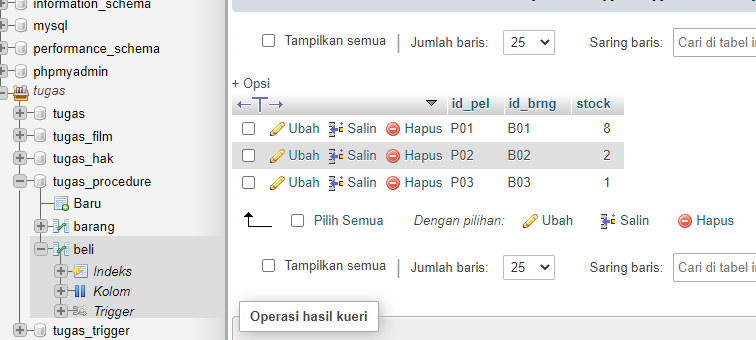 information_schema
mysql
performance_schema
phpmyadmin
tugas
tugas
tugas_film
tugas_hak
tugas_procedure
Baru
barang
beli
Indeks
Kolom
Trigger
tugas_trigger
Tampilkan semua | Jumlah baris: 25 Saring baris: Cari di tabel in
+ Opsi
id_pel id_brng stock
Ubah Salin Hapus P01 B01 8
Ubah Salin Hapus P02 B02 2
Ubah Salin Hapus P03 B03 1
Pilih Semua Dengan pilihan: Ubah Salin Hapus
Tampilkan semua | Jumlah baris: 25 Saring baris: Cari di tabel in
Operasi hasil kueri